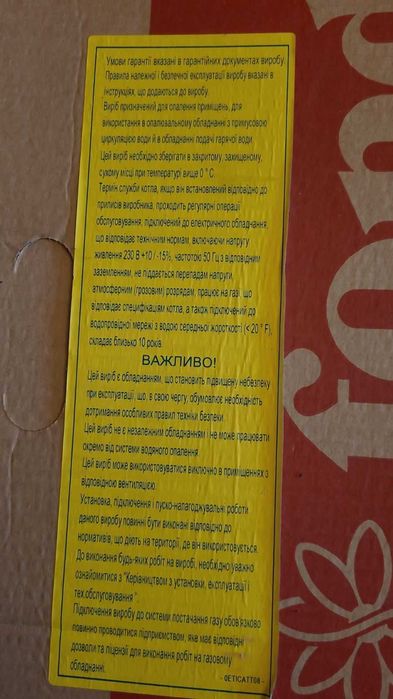 Умови гарантії вказані в гарантійних документах виробу.
Правила належної і безпечної експлуатації виробу вказані в
інструкціях, що додаються до виробу.
Виріб призначений для опалення приміщень, для
використання в опалювальному обладнанні з примусовою
циркуляцією води й в обладнанні подачі гарячої води.
Цей виріб необхідно зберігати в закритому, захищеному,
сухому місці при температурі вище 0 ° С.
Термін служби котла, якщо він встановлений відповідно до
приписів виробника, проходить регулярні операції
обслуговування, підключений до електричного обладнання,
що відповідає технічним нормам, включаючи напругу
живлення 230 В +10 / -15%, частотою 50 Гц з відповідним
заземленням, не піддається перепадам напруги,
атмосферним (грозовим) розрядам, працює на газі, що
відповідає специфікаціям котла, а також підключений до
водопровідної мережі з водою середньої жорсткості (< 20 ° F),
складає близько 10 років.
ВАЖЛИВО!
Цей виріб є обладнанням, що становить підвищену небезпеку
при експлуатації, що, в свою чергу, обумовлює необхідність
дотримання особливих правил техніки безпеки.
Цей виріб не є незалежним обладнанням і не може працювати
окремо від системи водяного опалення.
Цей виріб може використовуватися виключно в приміщеннях з
відповідною вентиляцією.
Установка, підключення і пуско-налагоджувальні роботи
даного виробу повинні бути виконані відповідно до
нормативів, що діють на території, де він використовується.
До виконання будь-яких робіт на виробі, необхідно уважно
ознайомитися з "Керівництвом з установки, експлуатації і
тех.обслуговування ".
Підключення виробу до системи постачання газу обов'язково
повинно проводитися підприємством, яке має відповідні
дозволи та ліцензії для виконання робіт на газовому
обладнанні.
- 0ETICATT08 -
fon